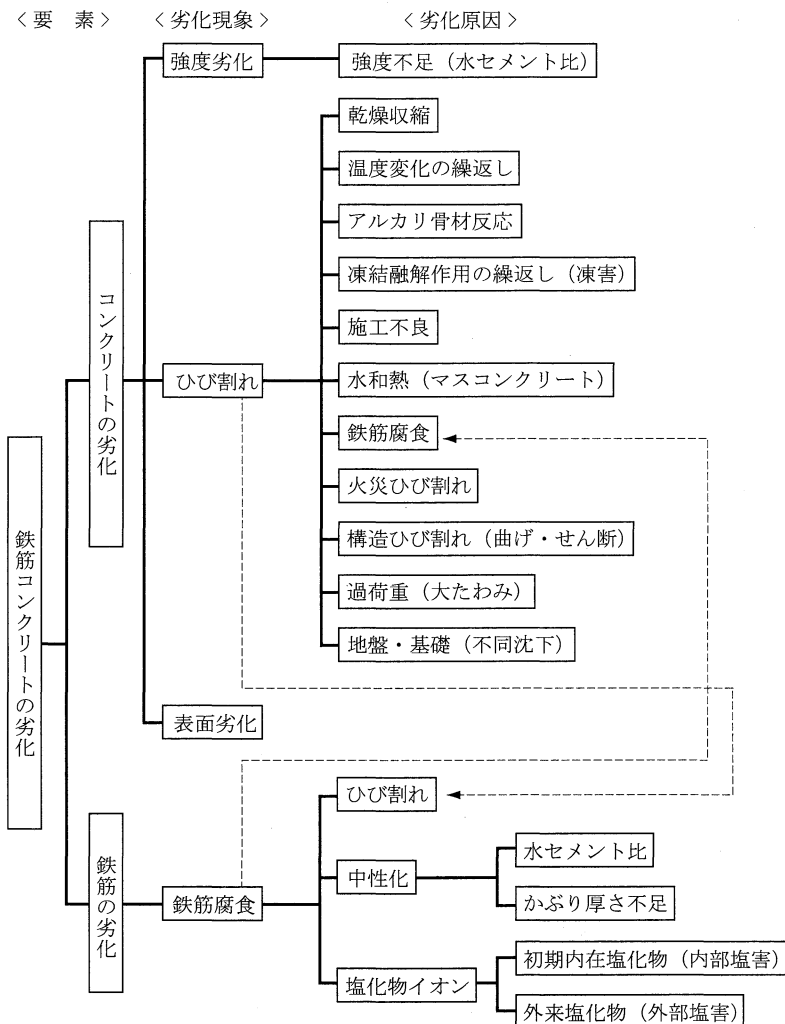 ＜要　素＞　＜劣化現象＞　＜劣化原因＞
強度劣化
強度不足（水セメント比）
乾燥収縮
温度変化の繰返し
アルカリ骨材反応
凍結融解作用の繰返し（凍害）
施工不良
コンクリートの劣化
ひび割れ
水和熱（マスコンクリート）
鉄筋腐食
火災ひび割れ
構造ひび割れ（曲げ・せん断）
過荷重（大たわみ）
地盤・基礎（不同沈下）
鉄筋コンクリートの劣化
表面劣化
ひび割れ
鉄筋の劣化
鉄筋腐食
中性化
水セメント比
かぶり厚さ不足
塩化物イオン
初期内在塩化物（内部塩害）
外来塩化物（外部塩害）